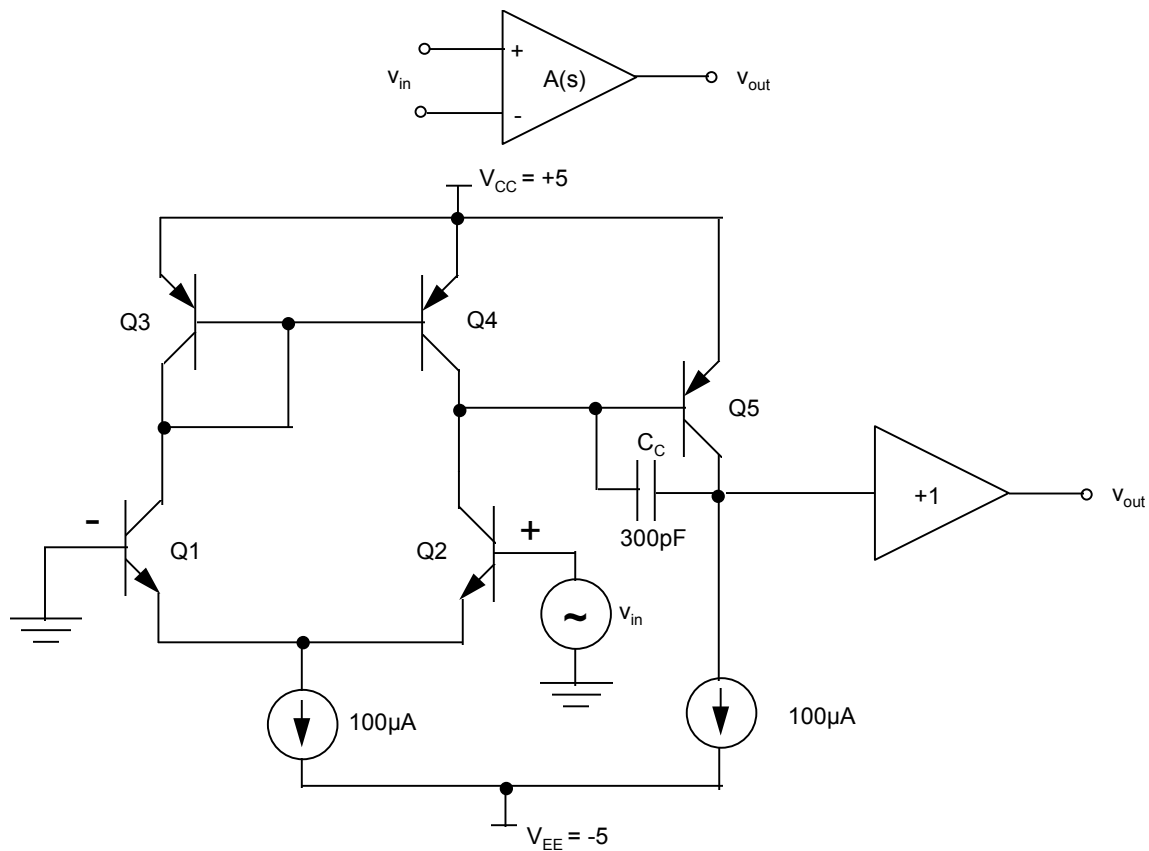 +
v_in
A(s)
v_out
-
V_CC = +5
Q3
Q4
Q5
C_C
-
+
+1
v_out
300pF
Q1
Q2
v_in
~
100µA
100µA
V_EE = -5